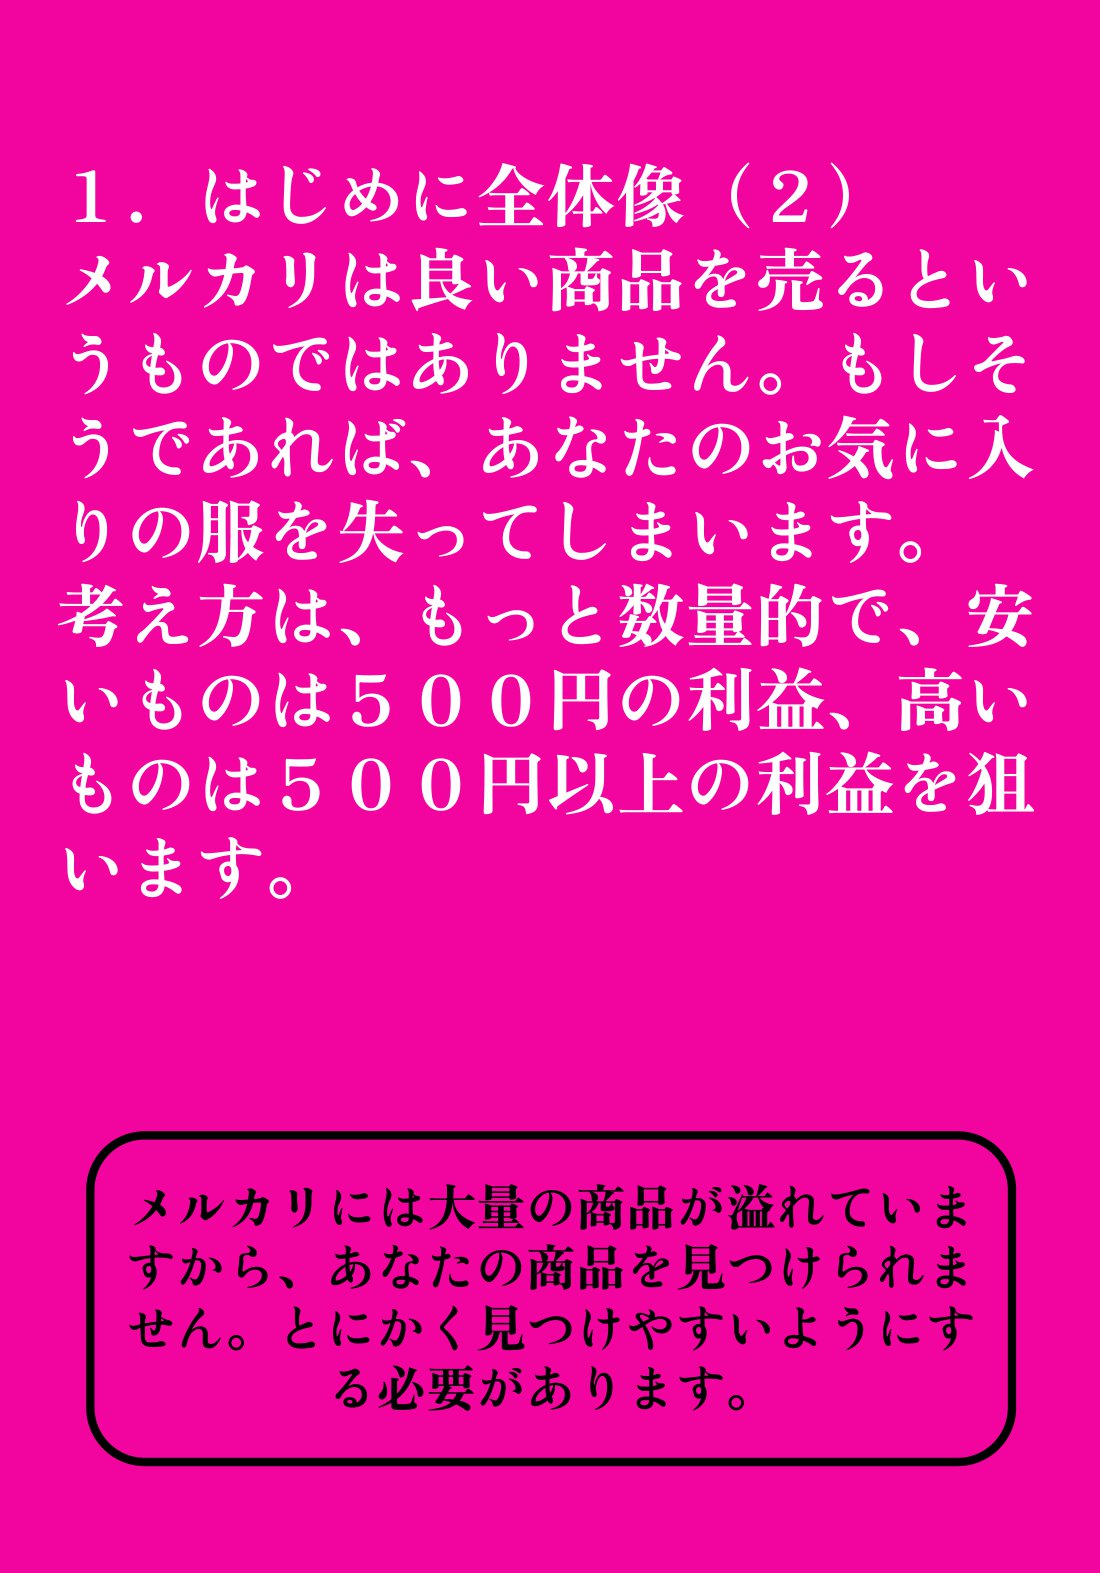 １．はじめに全体像（２）
メルカリは良い商品を売るとい
うものではありません。もしそ
うであれば、あなたのお気に入
りの服を失ってしまいます。
考え方は、もっと数量的で、安
いものは５００円の利益、高い
ものは５００円以上の利益を狙
います。
メルカリには大量の商品が溢れていま
すから、あなたの商品を見つけられま
せん。とにかく見つけやすいようにす
る必要があります。